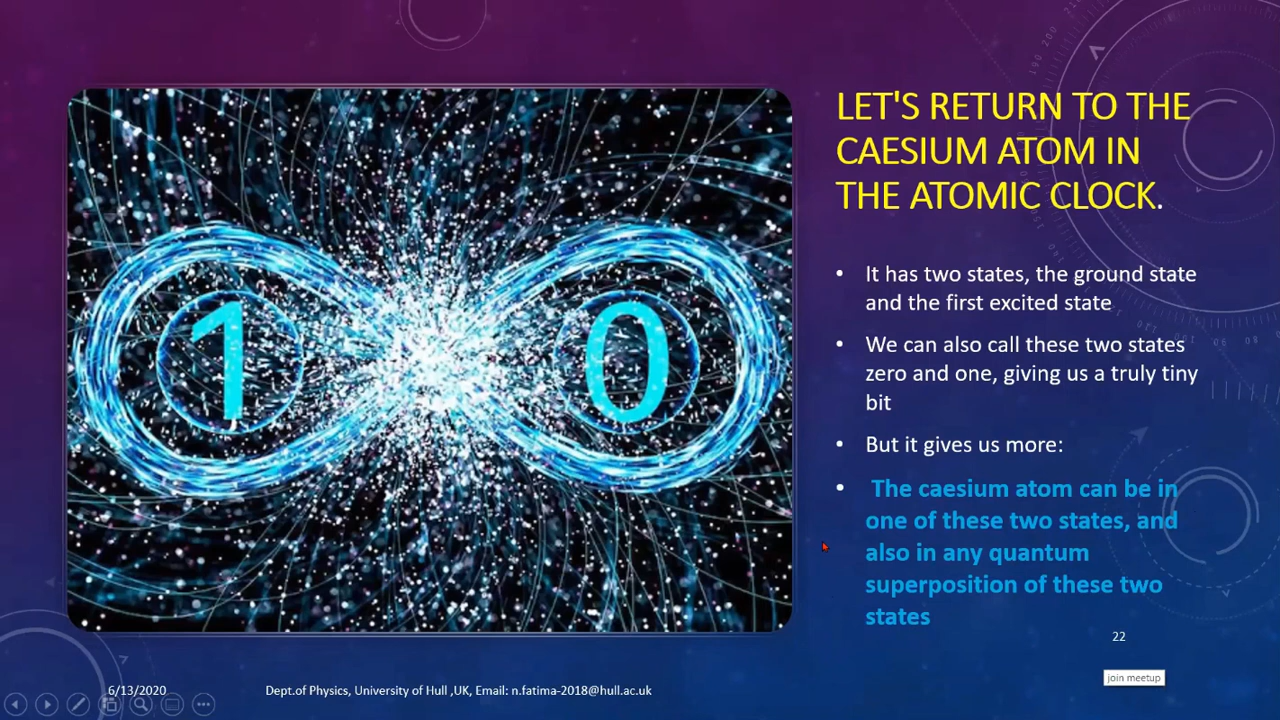 LET'S RETURN TO THE
CAESIUM ATOM IN
THE ATOMIC CLOCK.
1
0
• It has two states, the ground state
and the first excited state
• We can also call these two states
zero and one, giving us a truly tiny
bit
• But it gives us more:
• The caesium atom can be in
one of these two states, and
also in any quantum
superposition of these two
states
22
join meetup
6/13/2020
Dept.of Physics, University of Hull ,UK, Email: n.fatima-2018@hull.ac.uk